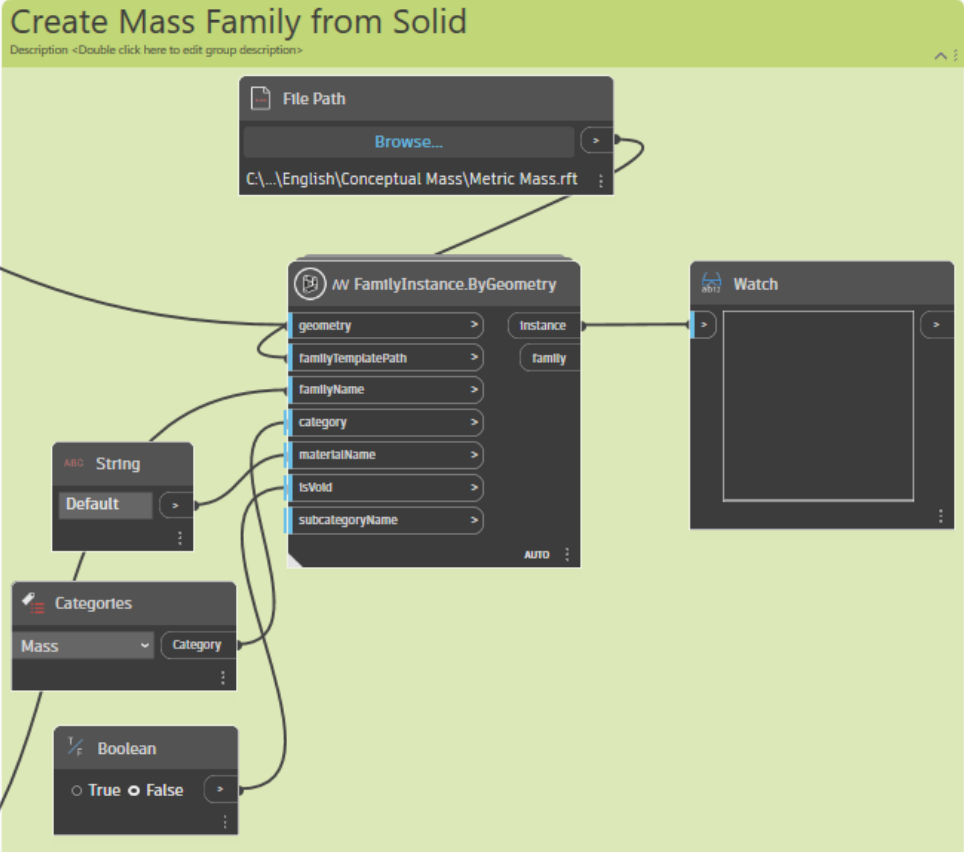 Create Mass Family from Solid
Description <Double click here to edit group description>
File Path
Browse...
>
C:\...\English\Conceptual Mass\Metric Mass.rft
FamilyInstance.ByGeometry
geometry >
familyTemplatePath >
familyName >
category >
materialName >
isVoid >
subcategoryName >
instance
family
AUTO
ab12 Watch
> >
ABC String
Default >
Categories
Mass Category
T/F Boolean
True False >